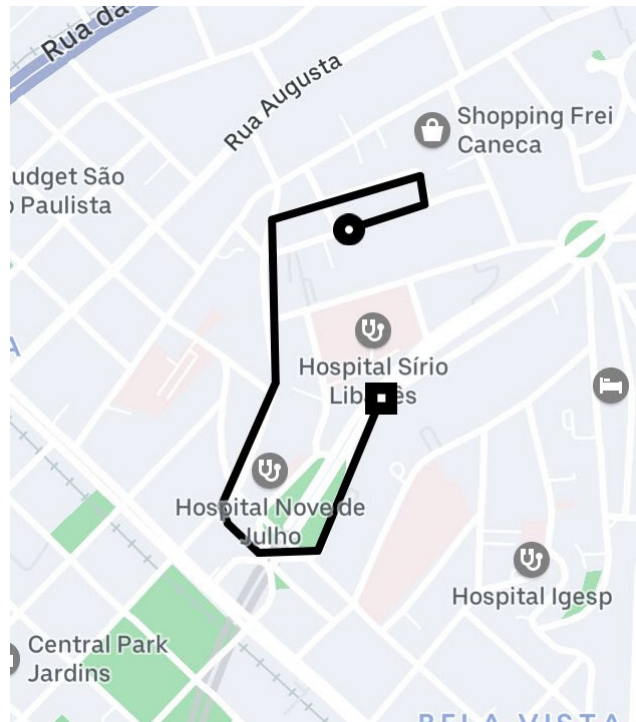 Rua da
Rua Augusta
Shopping Frei
Caneca
udget São
Paulista
Hospital Sírio
Hospital Nove de
Julho
Hospital Igesp
Central Park
Jardins
BELA VISTA